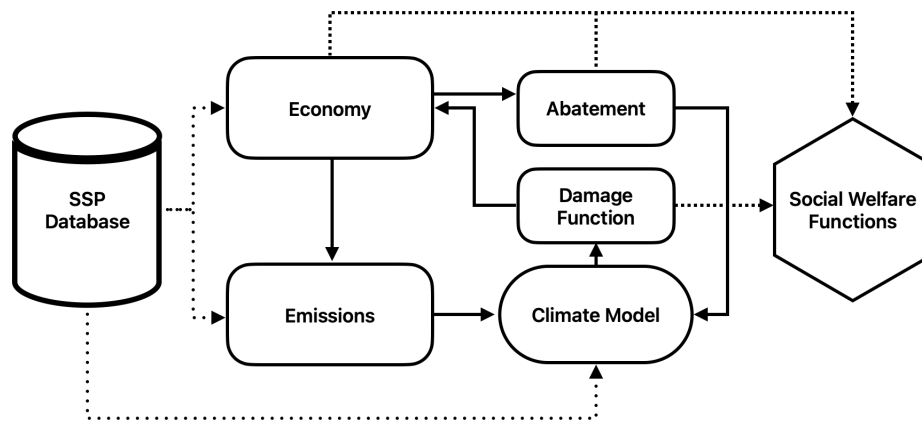 Economy
Abatement
SSP
Database
Damage
Function
Social Welfare
Functions
Emissions
Climate Model